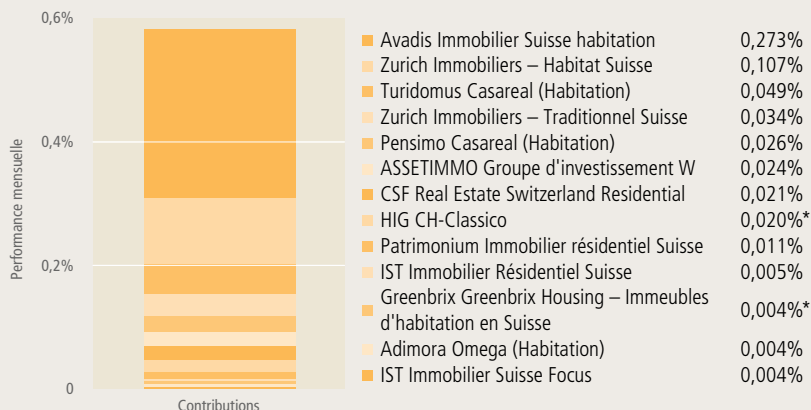 0,6%
0,4%
0,2%
0
Performance mensuelle
Contributions
Avadis Immobilier Suisse habitation 0,273%
Zurich Immobiliers – Habitat Suisse 0,107%
Turidomus Casareal (Habitation) 0,049%
Zurich Immobiliers – Traditionnel Suisse 0,034%
Pensimo Casareal (Habitation) 0,026%
ASSETIMMO Groupe d'investissement W 0,024%
CSF Real Estate Switzerland Residential 0,021%
HIG CH-Classico 0,020%*
Patrimonium Immobilier résidentiel Suisse 0,011%
IST Immobilier Résidentiel Suisse 0,005%
Greenbrix Greenbrix Housing – Immeubles
d'habitation en Suisse 0,004%*
Adimora Omega (Habitation) 0,004%
IST Immobilier Suisse Focus 0,004%